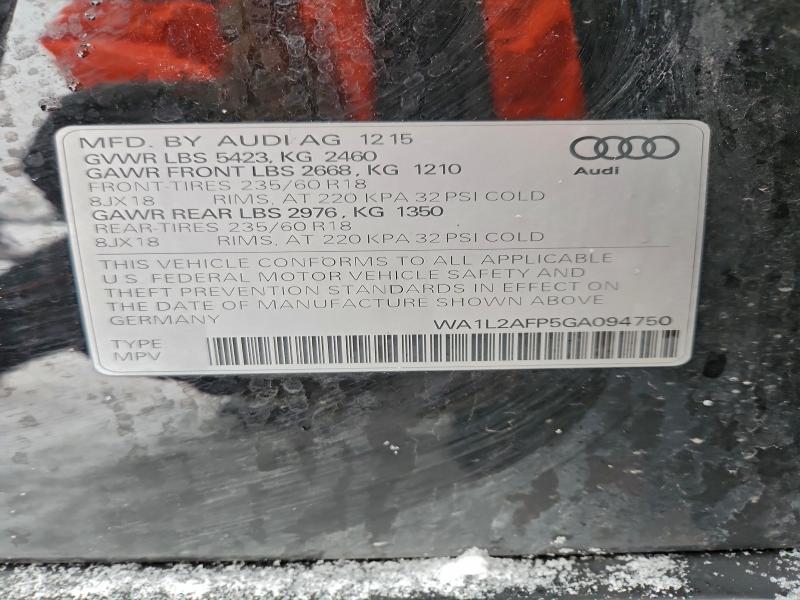 MFD. BY AUDI AG 12 15
GVWR LBS 5423, KG 2460
GAWR FRONT LBS 2668, KG 1210
FRONT-TIRES 235/60 R18
8JX18 RIMS, AT 220 KPA 32 PSI COLD
GAWR REAR LBS 2976, KG 1350
REAR-TIRES 235/60 R18
8JX18 RIMS, AT 220 KPA 32 PSI COLD
Audi
THIS VEHICLE CONFORMS TO ALL APPLICABLE
U.S. FEDERAL MOTOR VEHICLE SAFETY AND
THEFT PREVENTION STANDARDS IN EFFECT ON
THE DATE OF MANUFACTURE SHOWN ABOVE
GERMANY WA1L2AFP5GA094750
TYPE
MPV